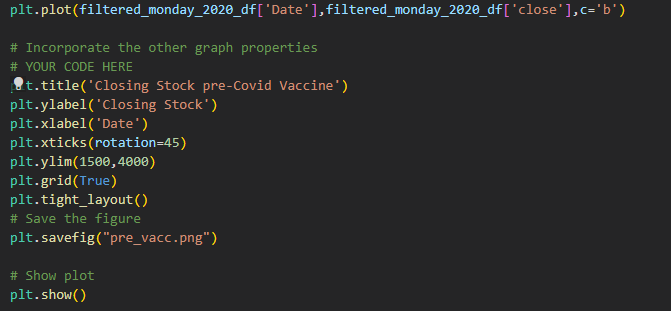 plt.plot(filtered_monday_2020_df['Date'],filtered_monday_2020_df['close'],c='b')
# Incorporate the other graph properties
# YOUR CODE HERE
plt.title('Closing Stock pre-Covid Vaccine')
plt.ylabel('Closing Stock')
plt.xlabel('Date')
plt.xticks(rotation=45)
plt.ylim(1500,4000)
plt.grid(True)
plt.tight_layout()
# Save the figure
plt.savefig("pre_vacc.png")
# Show plot
plt.show()